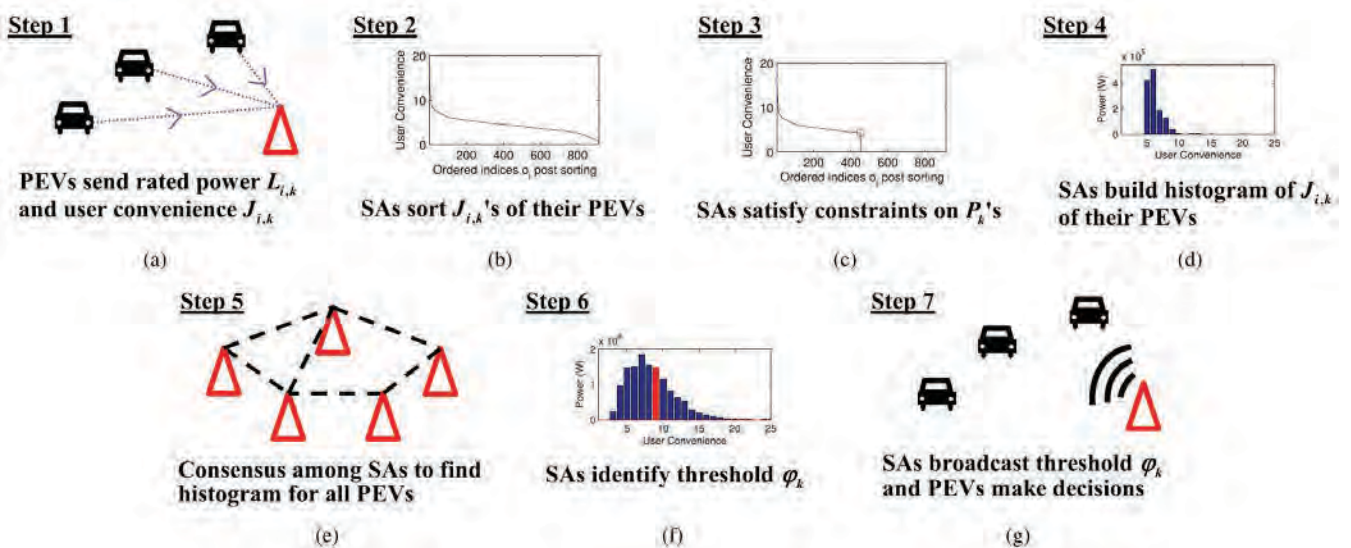 Step 1
PEVs send rated power L_{i,k}
and user convenience J_{i,k}
(a)
Step 2
20
10
0
User Convenience
200 400 600 800
Ordered indices o_i post sorting
SAs sort J_{i,k}'s of their PEVs
(b)
Step 3
20
10
0
User Convenience
200 400 600 800
Ordered indices o_i post sorting
SAs satisfy constraints on P_k's
(c)
Step 4
x 10^5
4
2
0
Power (W)
5 10 15 20 25
User Convenience
SAs build histogram of J_{i,k}
of their PEVs
(d)
Step 5
Consensus among SAs to find
histogram for all PEVs
(e)
Step 6
2
1
0
Power (W)
5 10 15 20 25
User Convenience
SAs identify threshold φ_k
(f)
Step 7
SAs broadcast threshold φ_k
and PEVs make decisions
(g)